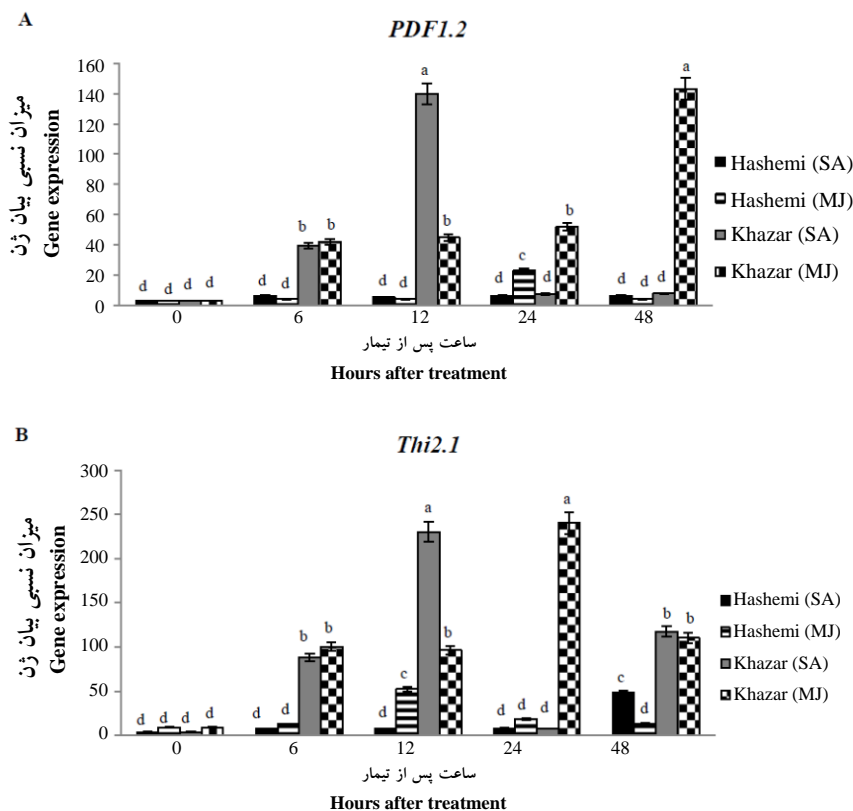 A
PDF1.2
میزان نسبی بیان ژن
Gene expression
160
140
120
100
80
60
40
20
0
d d d d
d d b b
d d a b
d c d b
d d d a
0 6 12 24 48
ساعت پس از تیمار
Hours after treatment
Hashemi (SA)
Hashemi (MJ)
Khazar (SA)
Khazar (MJ)
B
Thi2.1
میزان نسبی بیان ژن
Gene expression
300
250
200
150
100
50
0
d d d d
d d b b
d c a b
d d d a
c d b b
0 6 12 24 48
ساعت پس از تیمار
Hours after treatment
Hashemi (SA)
Hashemi (MJ)
Khazar (SA)
Khazar (MJ)